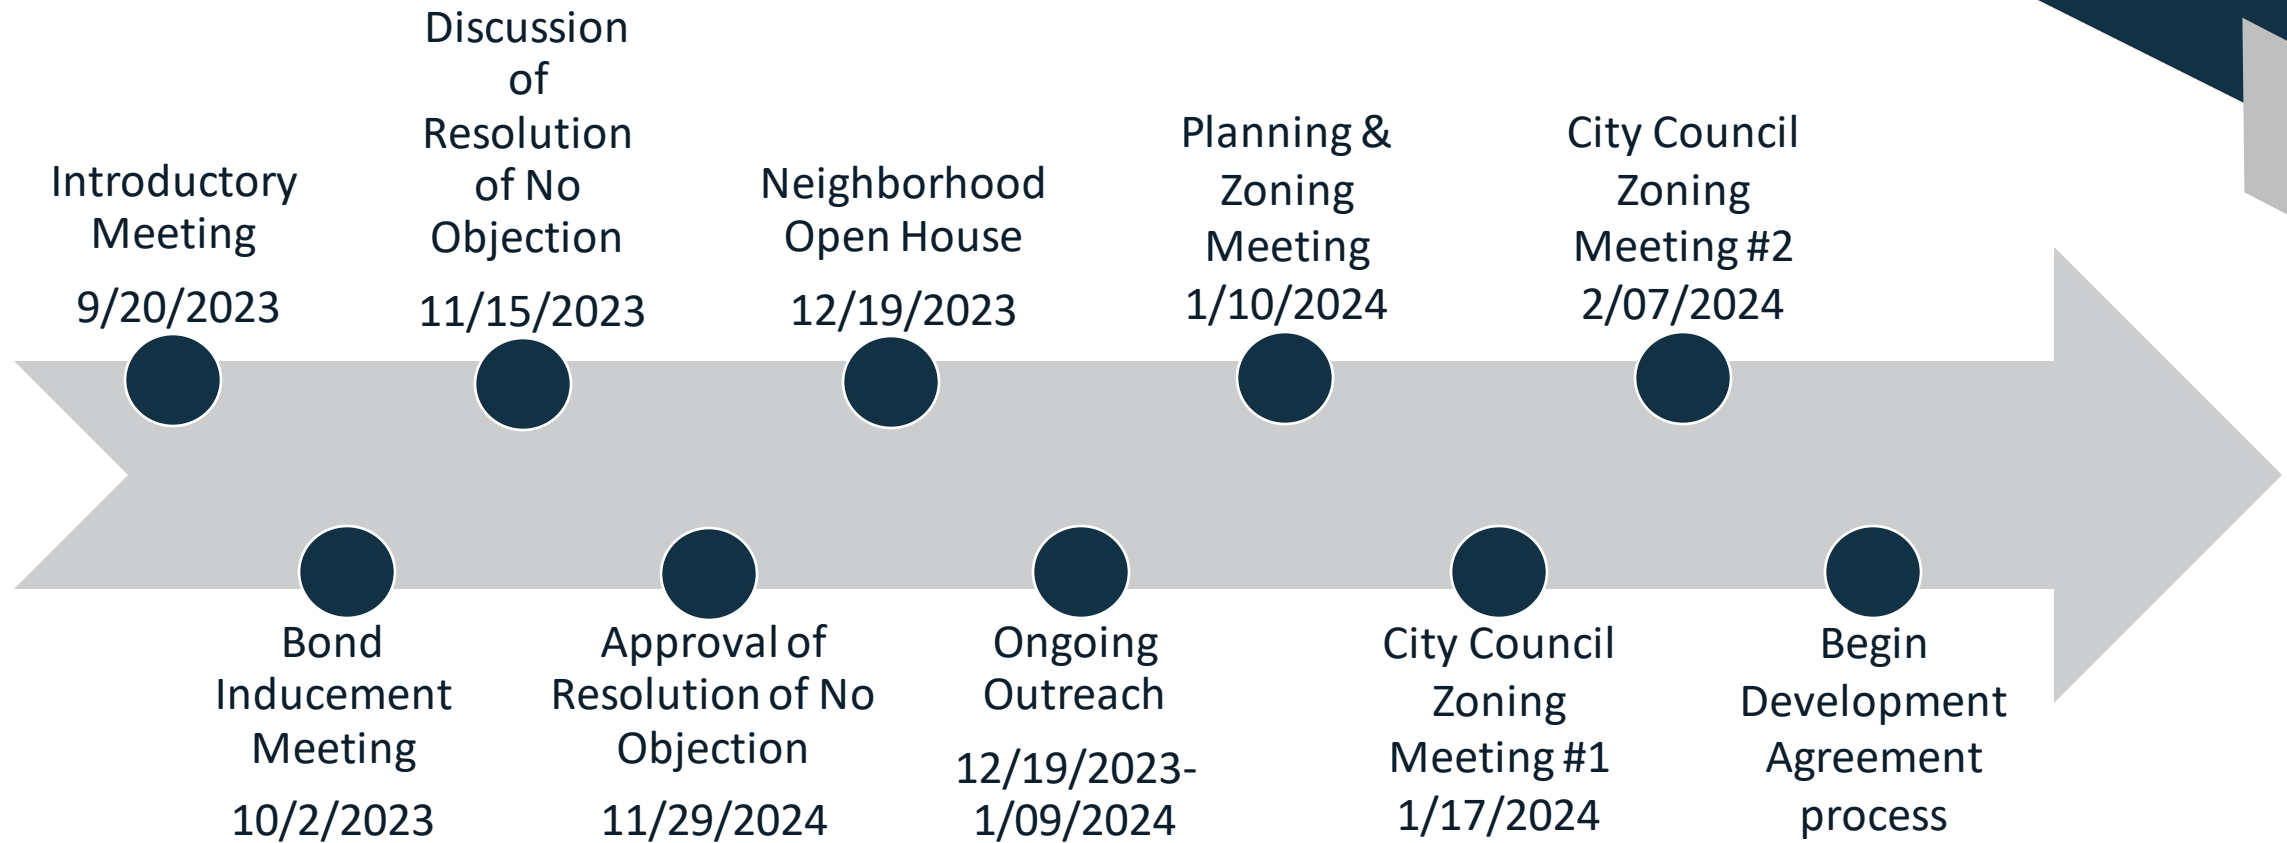 Introductory
Meeting
9/20/2023
Bond
Inducement
Meeting
10/2/2023
Discussion
of
Resolution
of No
Objection
11/15/2023
Approval of
Resolution of No
Objection
11/29/2024
Neighborhood
Open House
12/19/2023
Ongoing
Outreach
12/19/2023-
1/09/2024
Planning &
Zoning
Meeting
1/10/2024
City Council
Zoning
Meeting #1
1/17/2024
City Council
Zoning
Meeting #2
2/07/2024
Begin
Development
Agreement
process